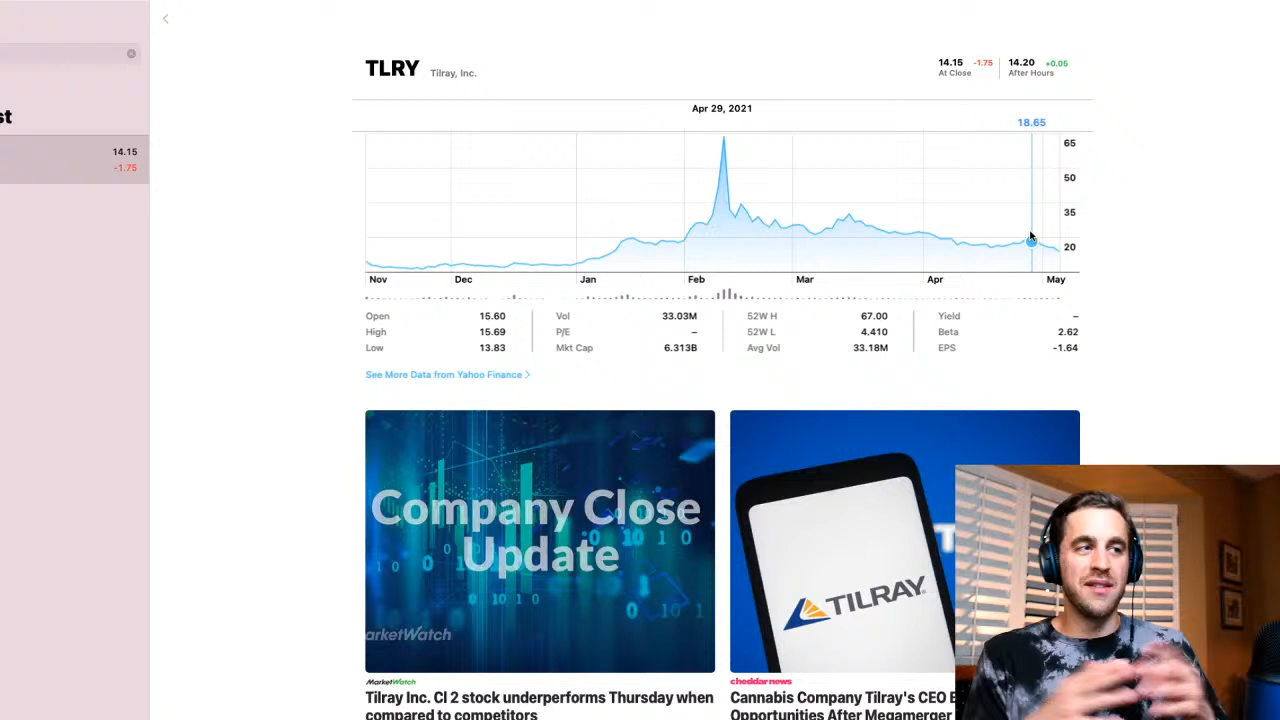 TLRY Tilray, Inc.
14.15 -1.75 14.20 +0.05
At Close After Hours
st
14.15
-1.75
Apr 29, 2021
18.65
65
50
35
20
Nov Dec Jan Feb Mar Apr May
Open 15.60 Vol 33.03M 52W H 67.00 Yield –
High 15.69 P/E – 52W L 4.410 Beta 2.62
Low 13.83 Mkt Cap 6.313B Avg Vol 33.18M EPS -1.64
See More Data from Yahoo Finance >
Company Close
Update
arketWatch
TILRAY
MarketWatch
Tilray Inc. Cl 2 stock underperforms Thursday when
compared to competitors
cheddar news
Cannabis Company Tilray's CEO
Opportunities After Megamerger